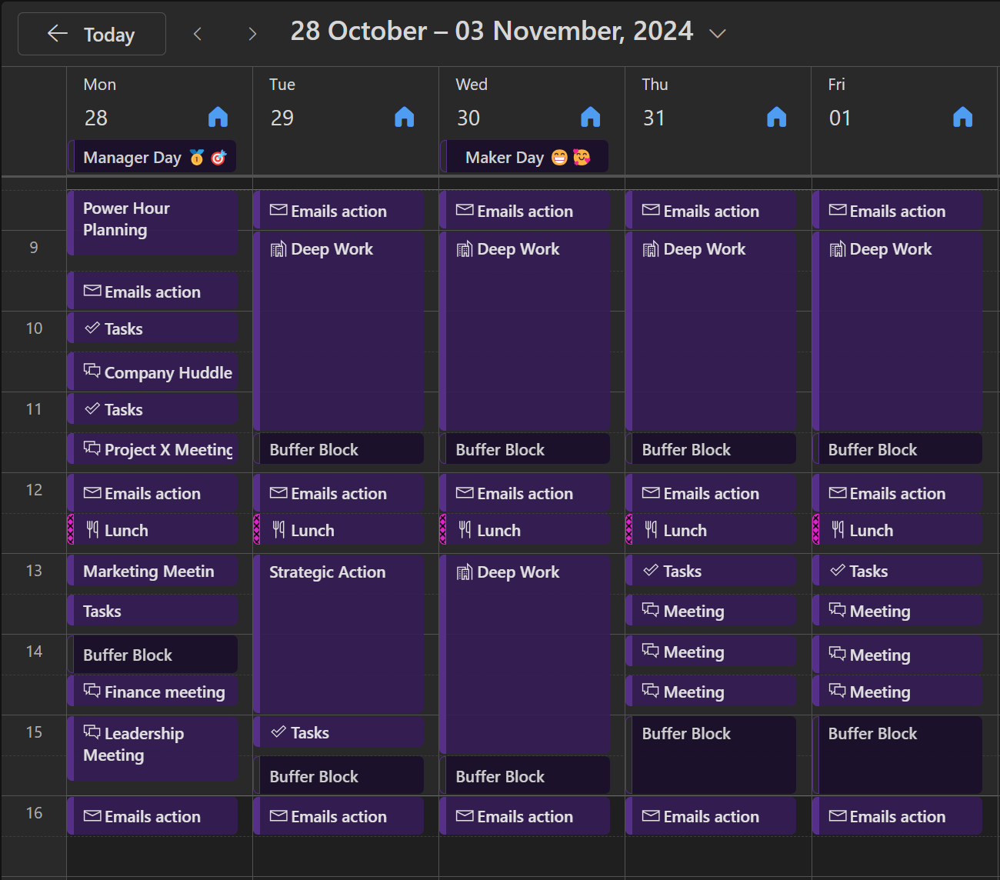 Today
28 October – 03 November, 2024
Mon
Tue
Wed
Thu
Fri
28
29
30
31
01
Manager Day 🥇 🎯
Maker Day 😁 🥰
9
10
11
12
13
14
15
16
Power Hour
Planning
Emails action
Tasks
Company Huddle
Tasks
Project X Meeting
Emails action
Lunch
Marketing Meetin
Tasks
Buffer Block
Finance meeting
Leadership
Meeting
Emails action
Emails action
Deep Work
Buffer Block
Emails action
Lunch
Strategic Action
Tasks
Buffer Block
Emails action
Emails action
Deep Work
Buffer Block
Emails action
Lunch
Deep Work
Buffer Block
Emails action
Emails action
Deep Work
Buffer Block
Emails action
Lunch
Tasks
Meeting
Meeting
Meeting
Buffer Block
Emails action
Emails action
Deep Work
Buffer Block
Emails action
Lunch
Tasks
Meeting
Meeting
Meeting
Buffer Block
Emails action